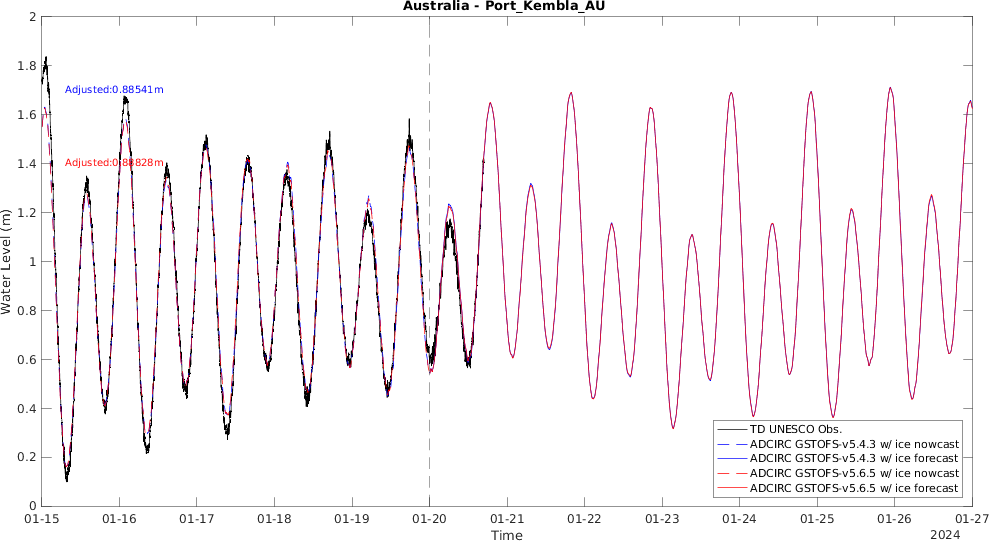 Australia - Port_Kembla_AU
2
1.8
1.6
1.4
1.2
1
0.8
0.6
0.4
0.2
0
Water Level (m)
Adjusted:0.88541m
Adjusted:0.88828m
TD UNESCO Obs.
ADCIRC GSTOFS-v5.4.3 w/ ice nowcast
ADCIRC GSTOFS-v5.4.3 w/ ice forecast
ADCIRC GSTOFS-v5.6.5 w/ ice nowcast
ADCIRC GSTOFS-v5.6.5 w/ ice forecast
01-15 01-16 01-17 01-18 01-19 01-20 01-21 01-22 01-23 01-24 01-25 01-26 01-27
Time
2024